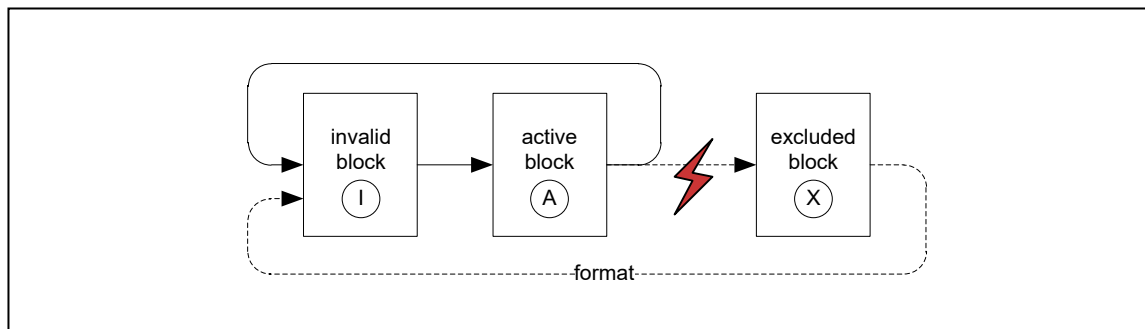 invalid
block
I
active
block
A
excluded
block
X
format